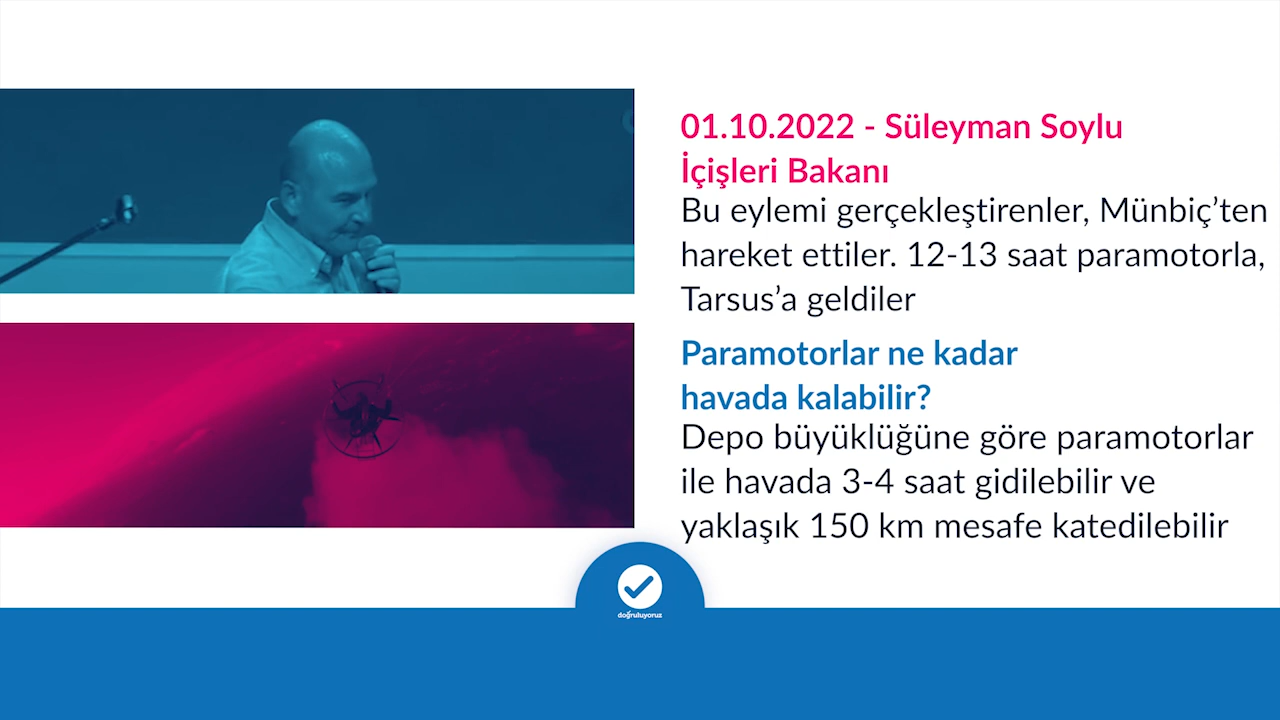 01.10.2022 - Süleyman Soylu
İçişleri Bakanı
Bu eylemi gerçekleştirenler, Münbiç’ten
hareket ettiler. 12-13 saat paramotorla,
Tarsus’a geldiler
Paramotorlar ne kadar
havada kalabilir?
Depo büyüklüğüne göre paramotorlar
ile havada 3-4 saat gidilebilir ve
yaklaşık 150 km mesafe katedilebilir
doğruluyoruz